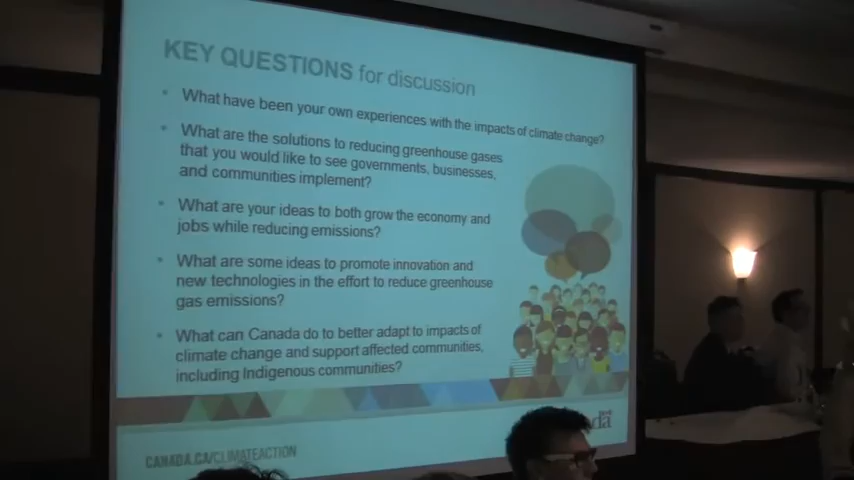 KEY QUESTIONS for discussion
• What have been your own experiences with the impacts of climate change?
• What are the solutions to reducing greenhouse gases
that you would like to see governments, businesses,
and communities implement?
• What are your ideas to both grow the economy and
jobs while reducing emissions?
• What are some ideas to promote innovation and
new technologies in the effort to reduce greenhouse
gas emissions?
• What can Canada do to better adapt to impacts of
climate change and support affected communities,
including Indigenous communities?
CANADA.CA/CLIMATEACTION